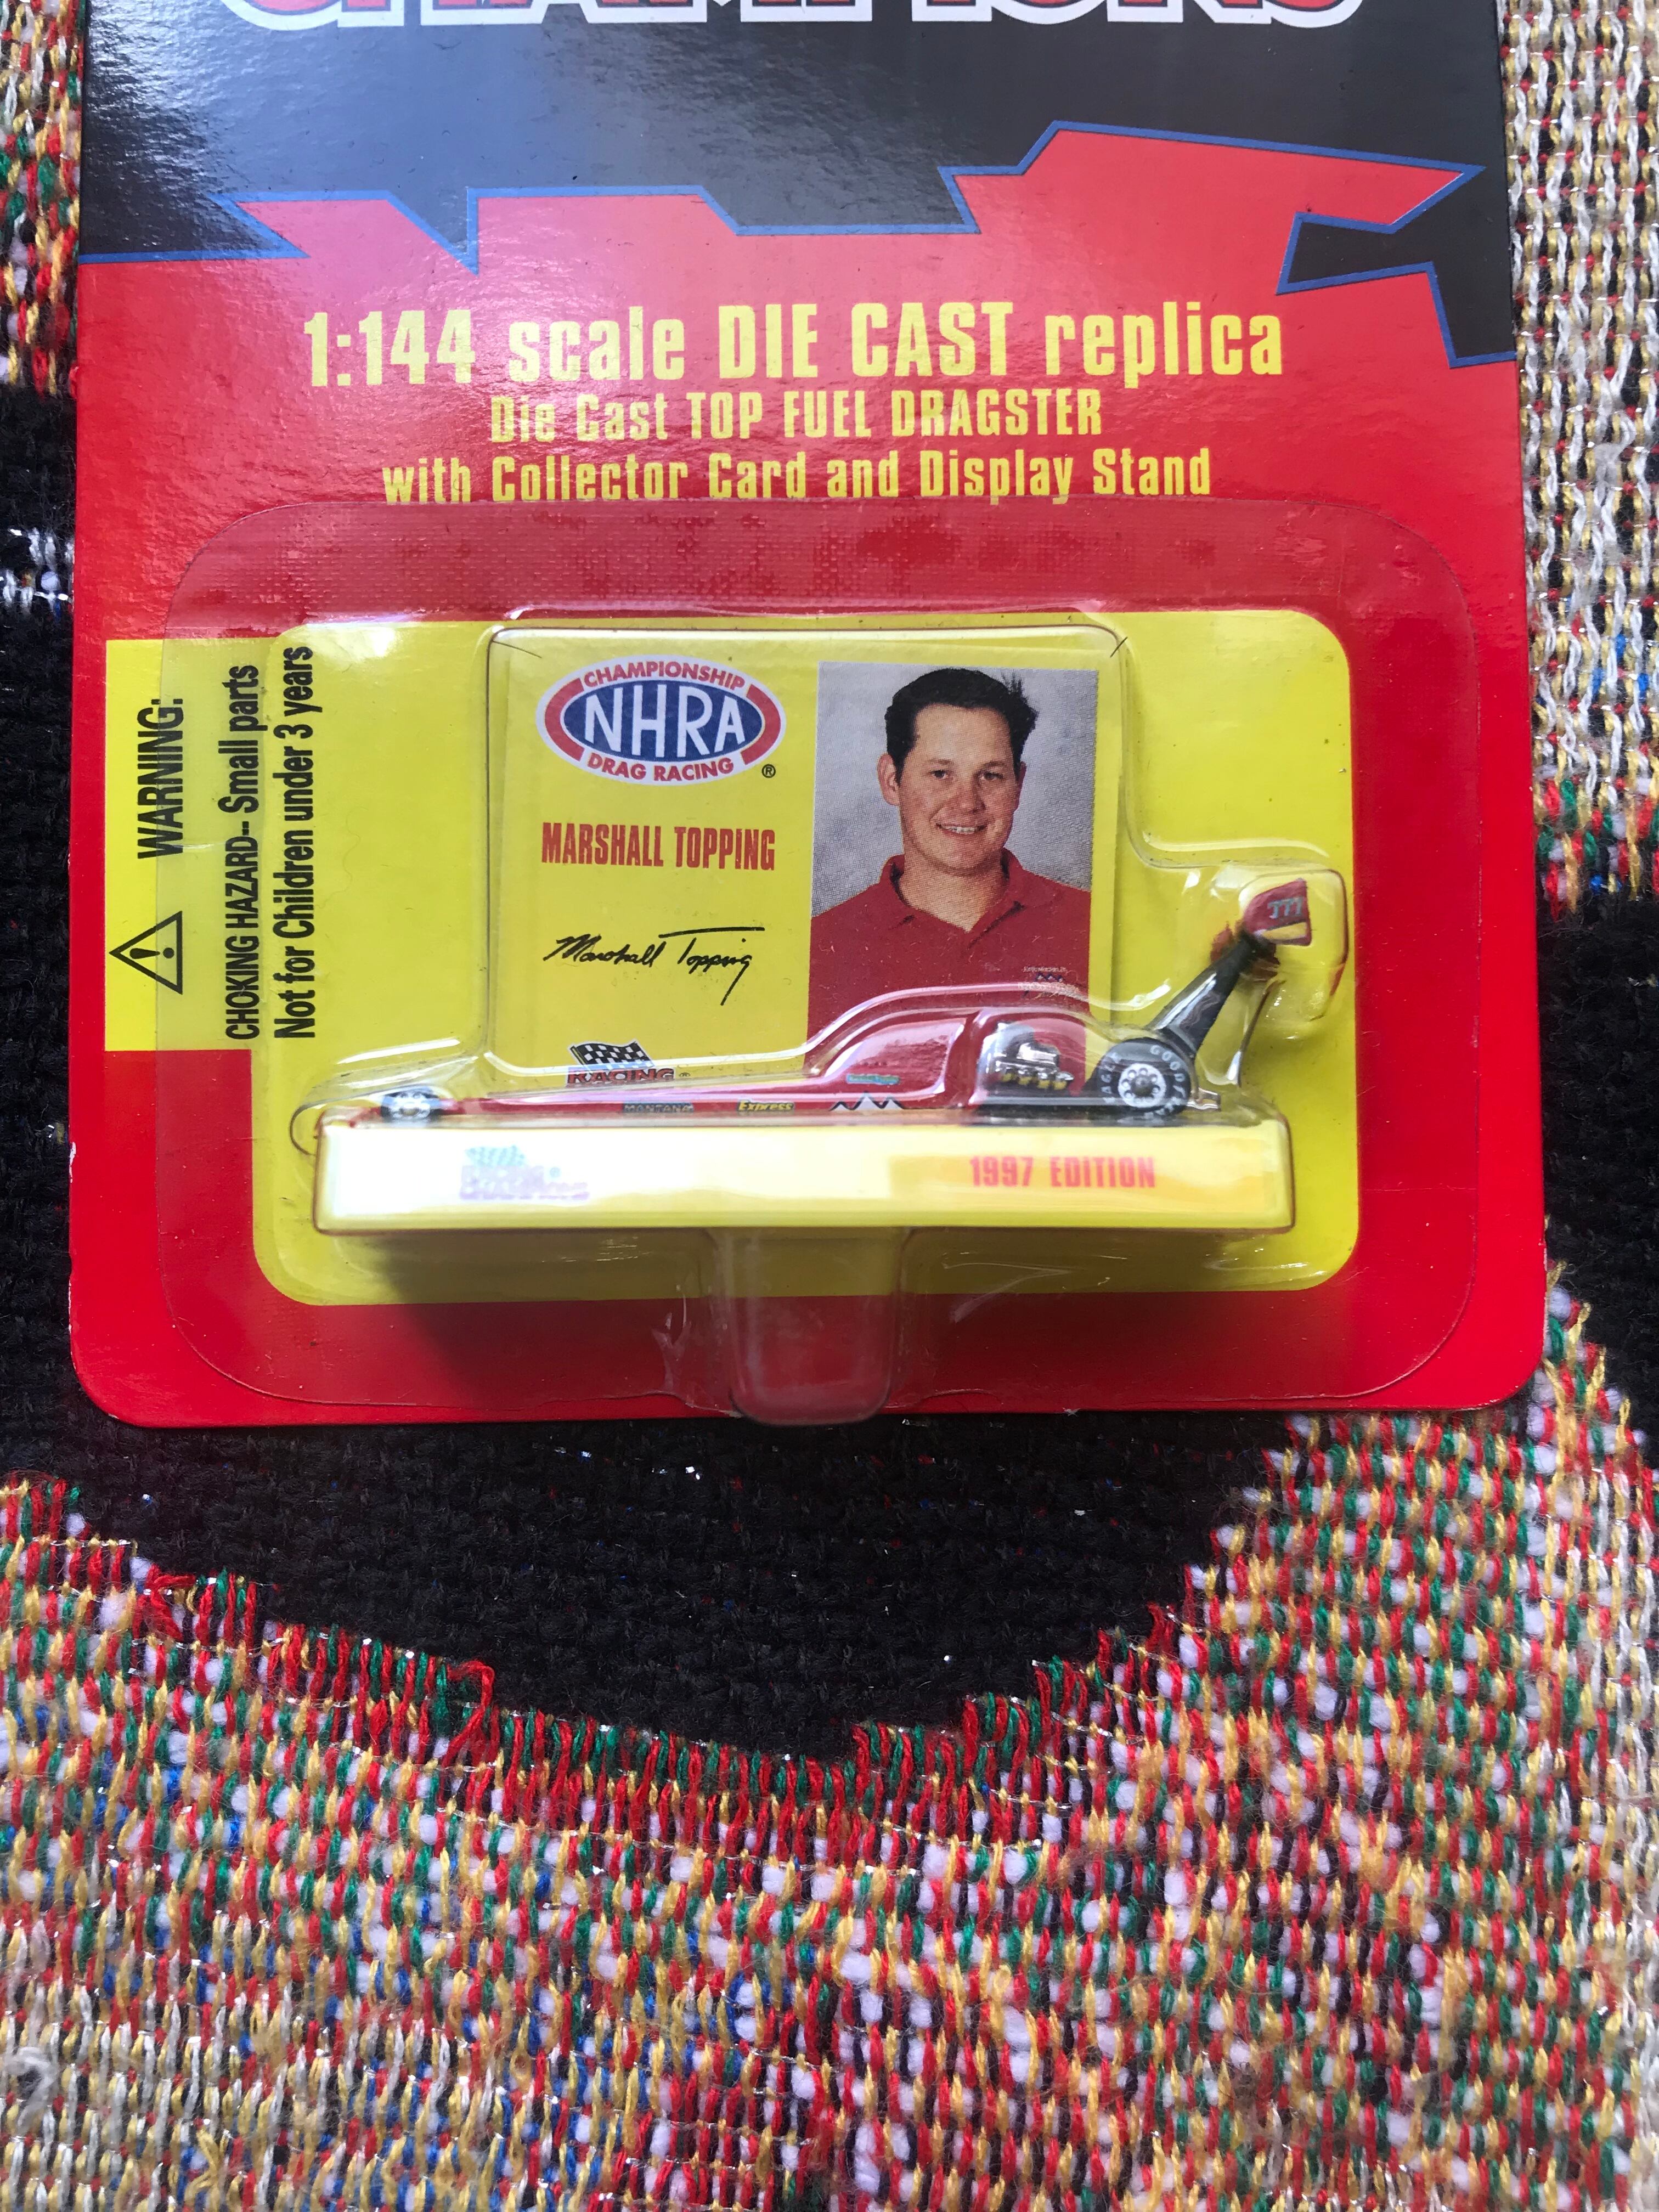 CHAMPIONS
1:144 scale DIE CAST replica
Die Cast TOP FUEL DRAGSTER
with Collector Card and Display Stand
WARNING:
CHOKING HAZARD-- Small parts
Not for Children under 3 years
CHAMPIONSHIP
NHRA
DRAG RACING
®
MARSHALL TOPPING
Marshall Topping
RACING
Express
1997 EDITION